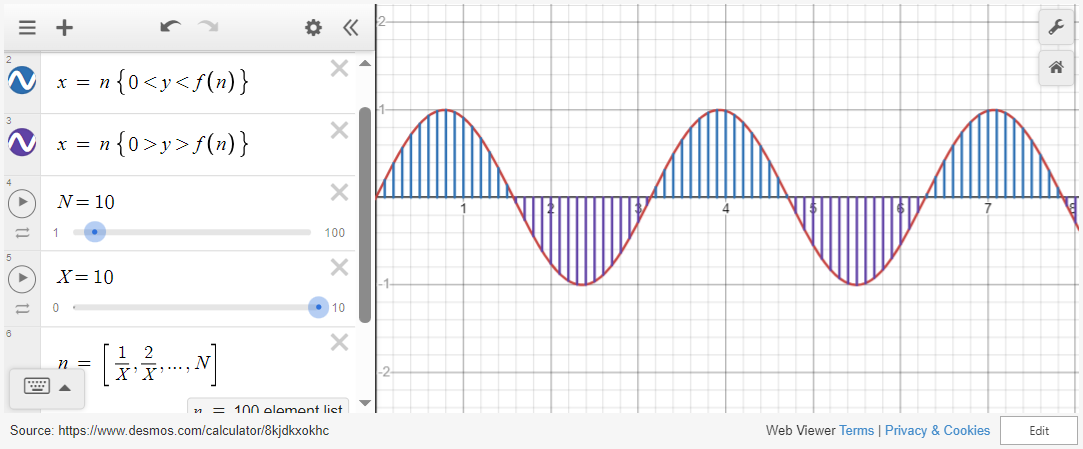 2
x = n {0<y<f(n)}
3
x = n {0>y>f(n)}
4
N=10
1 100
5
X=10
0 10
6
n = [1/X, 2/X, ..., N]
n = 100 element list
2
1
1 2 3 4 5 6 7 8
-1
-2
Source: https://www.desmos.com/calculator/8kjdkxokhc
Web Viewer Terms | Privacy & Cookies Edit